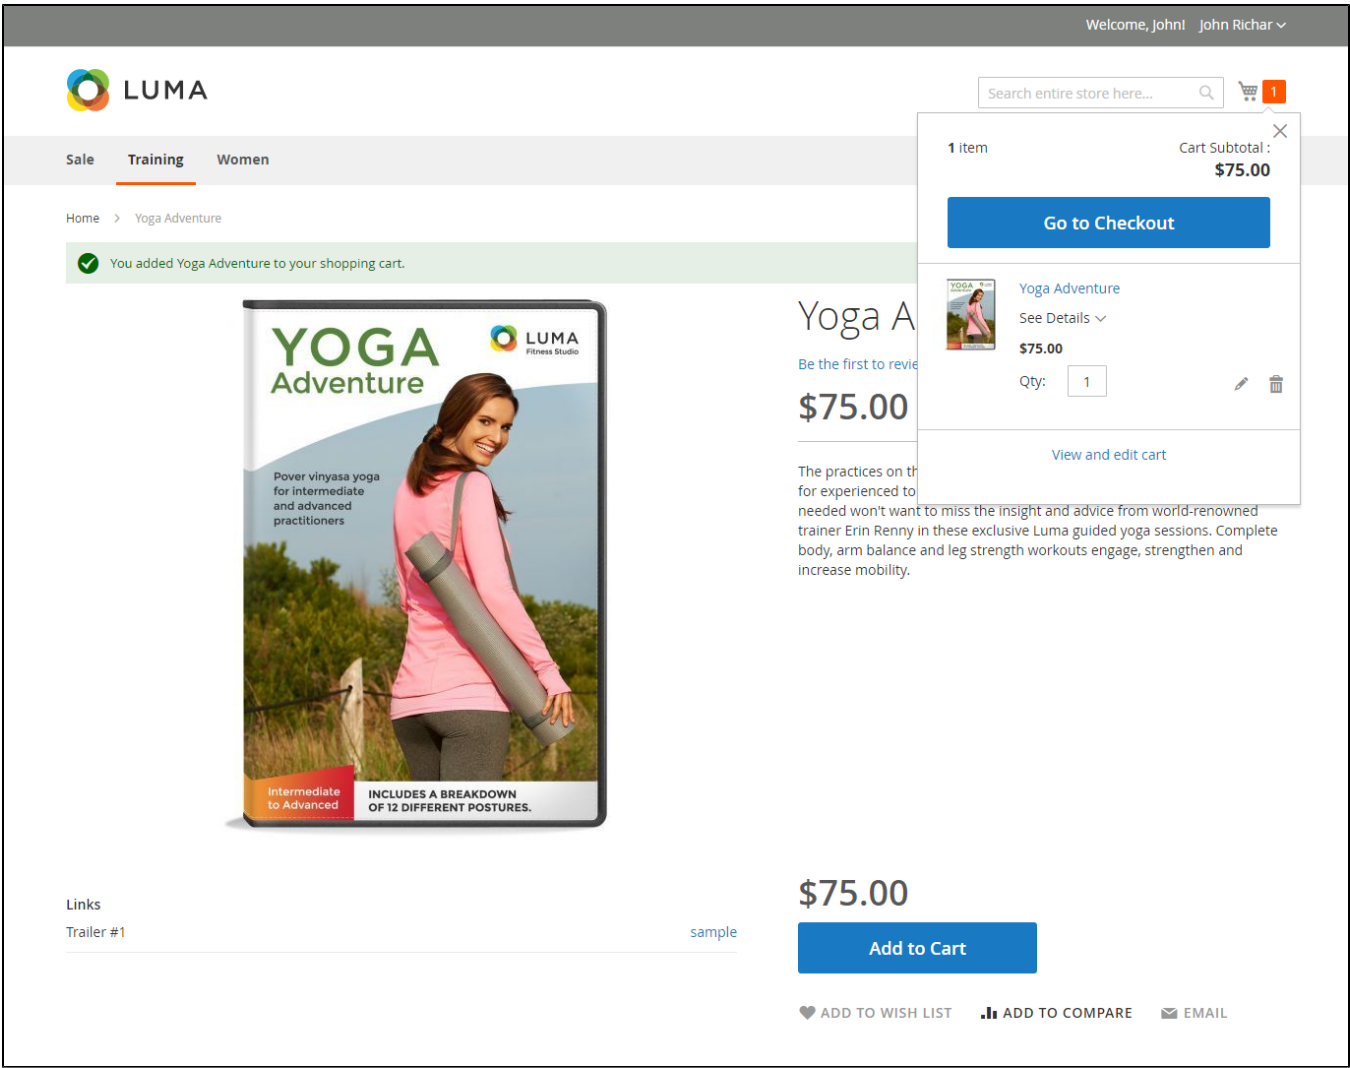 Welcome, John! John Richar
LUMA
Search entire store here...
1
Sale Training Women
1 item
Cart Subtotal :
$75.00
Go to Checkout
Yoga Adventure
See Details
$75.00
Qty: 1
View and edit cart
Home > Yoga Adventure
You added Yoga Adventure to your shopping cart.
YOGA
Adventure
LUMA
Fitness Studio
Pover vinyasa yoga
for intermediate
and advanced
practitioners
Intermediate
to Advanced
INCLUDES A BREAKDOWN
OF 12 DIFFERENT POSTURES.
Yoga A
Be the first to revie
$75.00
The practices on th
for experienced to
needed won't want to miss the insight and advice from world-renowned
trainer Erin Renny in these exclusive Luma guided yoga sessions. Complete
body, arm balance and leg strength workouts engage, strengthen and
increase mobility.
Links
Trailer #1 sample
$75.00
Add to Cart
ADD TO WISH LIST ADD TO COMPARE EMAIL